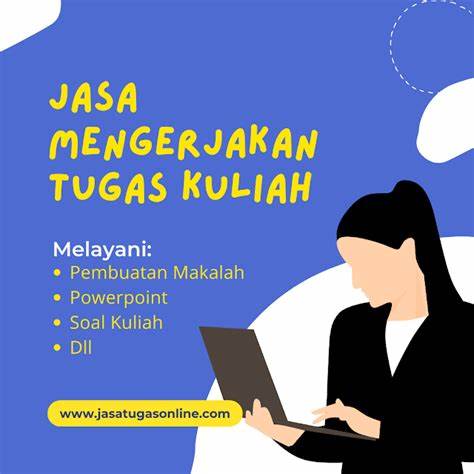 JASA
MENGERJAKAN
TUGAS KULIAH
Melayani:
• Pembuatan Makalah
• Powerpoint
• Soal Kuliah
• Dll
www.jasatugasonline.com